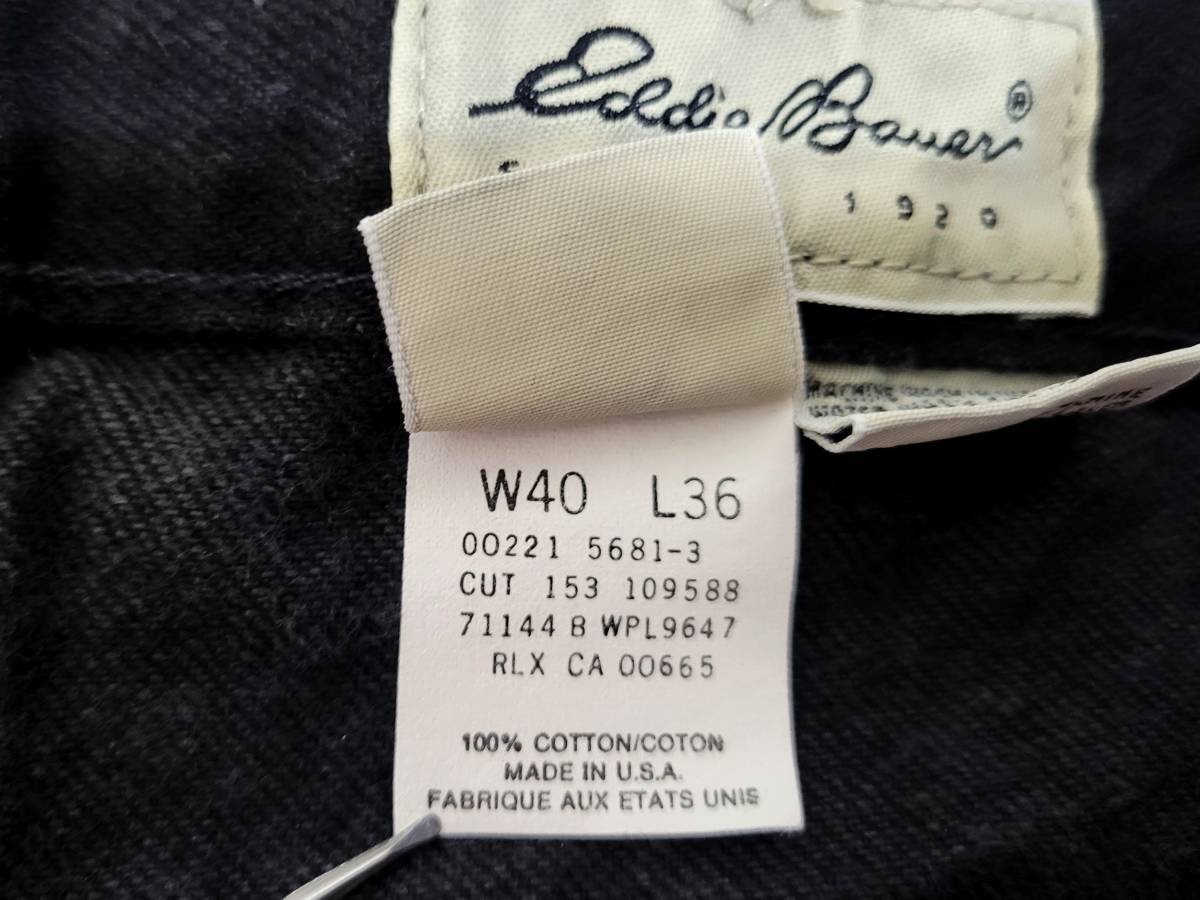 Eddie Bauer ®
1920
MACHINE
W40 L36
00221 5681-3
CUT 153 109588
71144 B WPL9647
RLX CA 00665
100% COTTON/COTON
MADE IN U.S.A.
FABRIQUE AUX ETATS UNIS